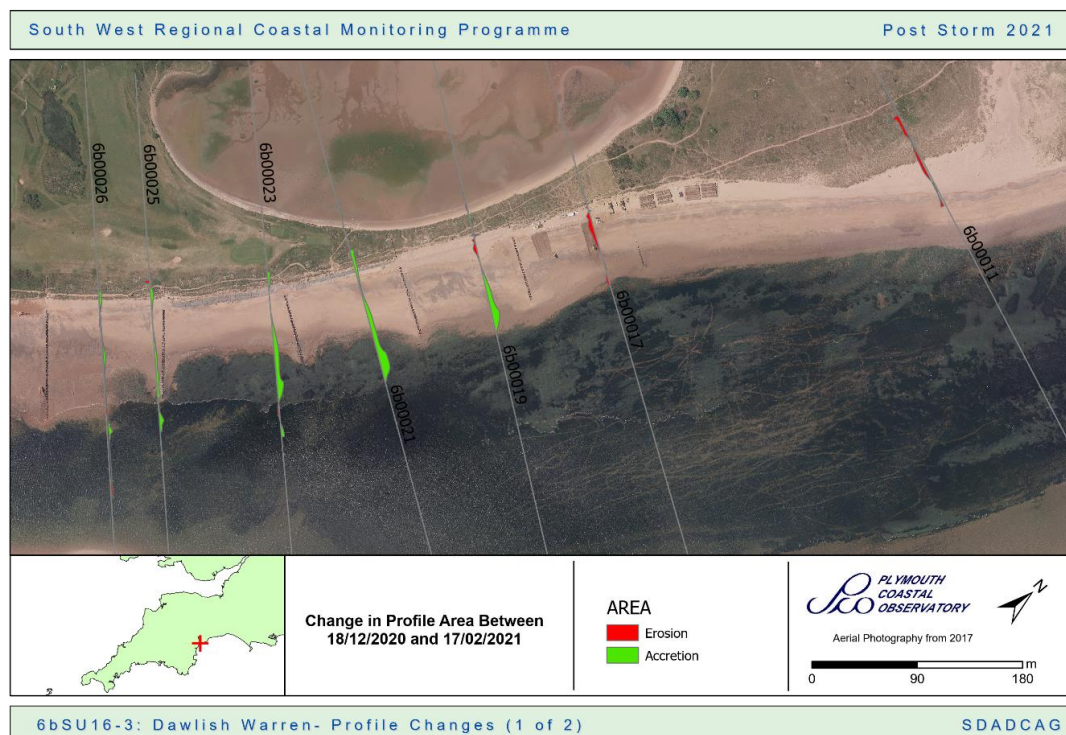 South West Regional Coastal Monitoring Programme
Post Storm 2021
6b00026
6b00025
6b00023
6b00021
6b00019
6b00017
6b00011
Change in Profile Area Between
18/12/2020 and 17/02/2021
AREA
Erosion
Accretion
PCO
PLYMOUTH
COASTAL
OBSERVATORY
N
Aerial Photography from 2017
m
0 90 180
6bSU16-3: Dawlish Warren- Profile Changes (1 of 2)
SDADCAG